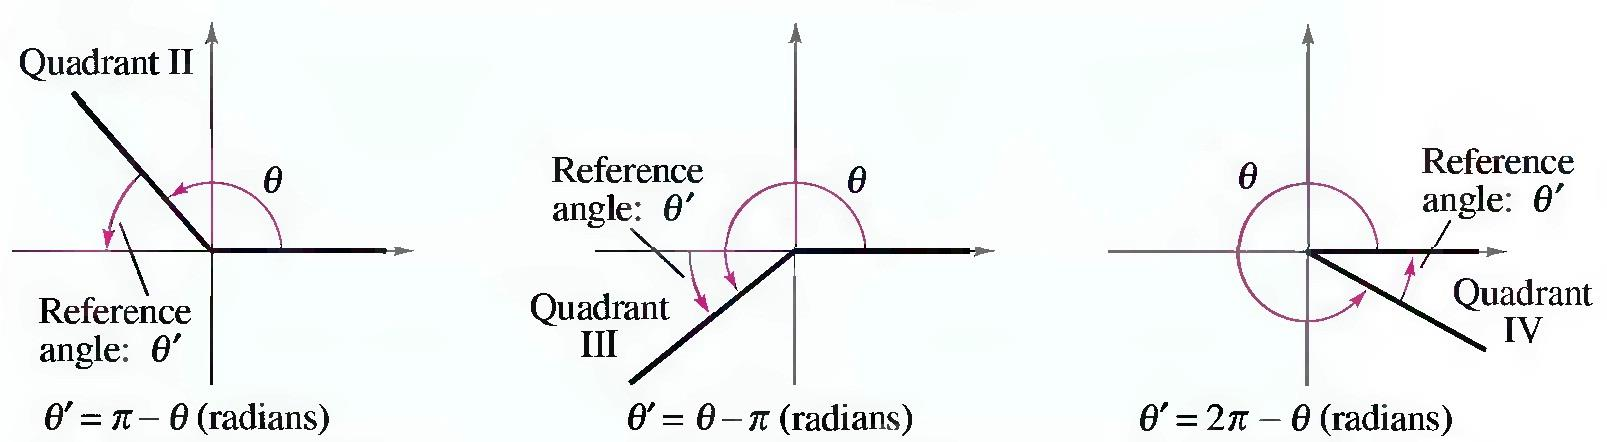 Quadrant II
θ
Reference
angle: θ′
θ′ = π – θ (radians)
Reference
angle: θ′
θ
Quadrant
III
θ′ = θ – π (radians)
θ
Reference
angle: θ′
Quadrant
IV
θ′ = 2π – θ (radians)